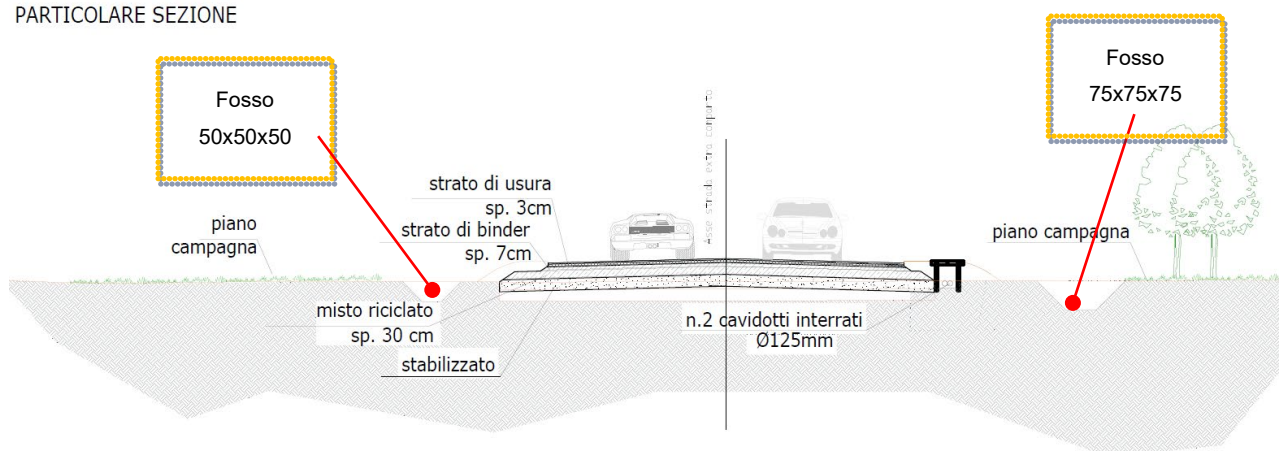 PARTICOLARE SEZIONE
Fosso
50x50x50
Fosso
75x75x75
strato di usura
sp. 3cm
strato di binder
sp. 7cm
piano
campagna
piano campagna
misto riciclato
sp. 30 cm
stabilizzato
n.2 cavidotti interrati
Ø125mm